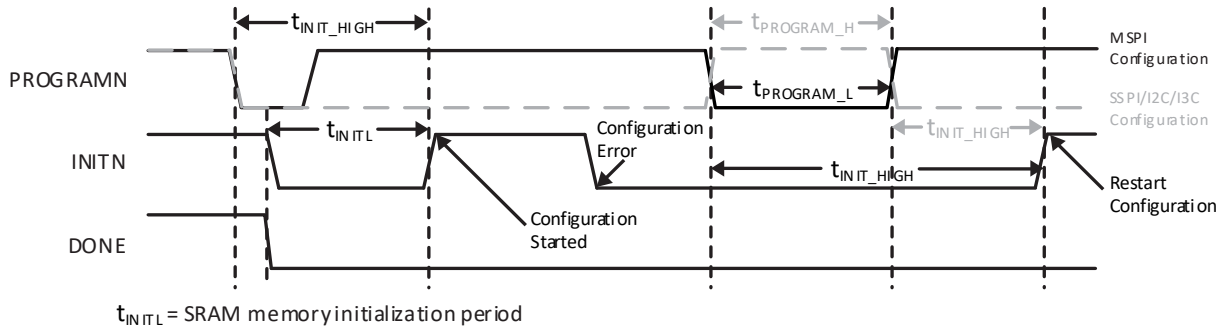 tINIT_HIGH
tPROGRAM_H
MSPI
Configuration
PROGRAMN
tPROGRAM_L
SSPI/I2C/I3C
Configuration
tINITL
Configuration
Error
tINIT_HIGH
INITN
tINIT_HIGH
Restart
Configuration
Configuration
Started
DONE
tINITL = SRAM memory initialization period